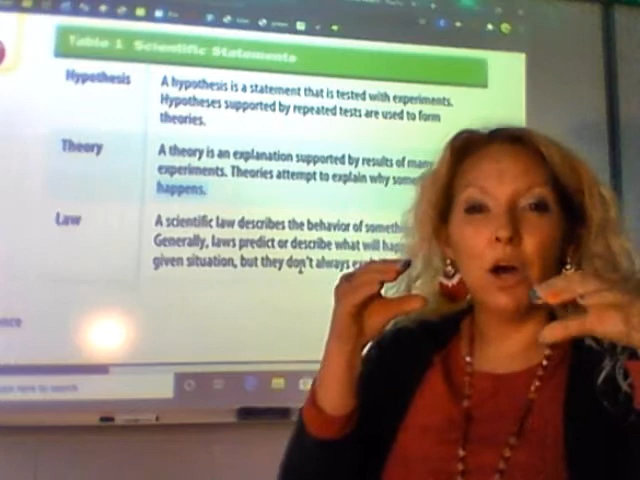 Table 1 Scientific Statements
Hypothesis
A hypothesis is a statement that is tested with experiments.
Hypotheses supported by repeated tests are used to form
theories.
Theory
A theory is an explanation supported by results of many
experiments. Theories attempt to explain why
happens.
Law
A scientific law describes the behavior of
Generally, laws predict or describe what will
given situation, but they don't always
here to search